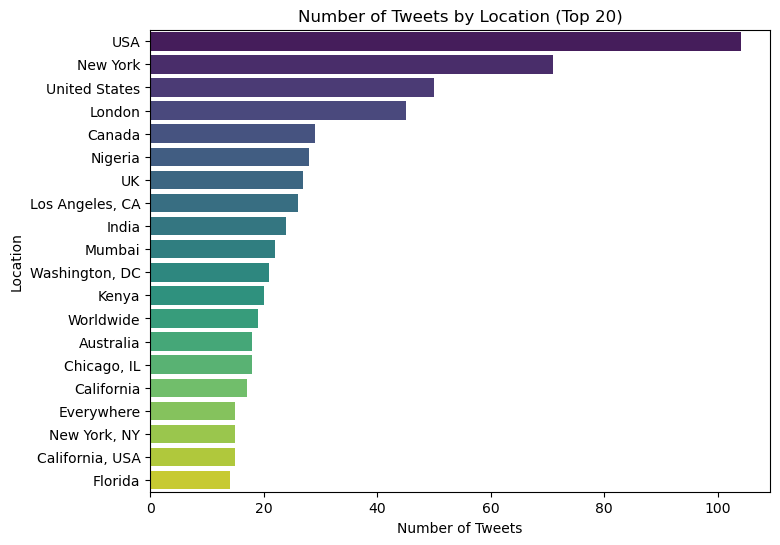 Number of Tweets by Location (Top 20)
USA
New York
United States
London
Canada
Nigeria
UK
Los Angeles, CA
India
Mumbai
Washington, DC
Kenya
Worldwide
Australia
Chicago, IL
California
Everywhere
New York, NY
California, USA
Florida
Location
0 20 40 60 80 100
Number of Tweets